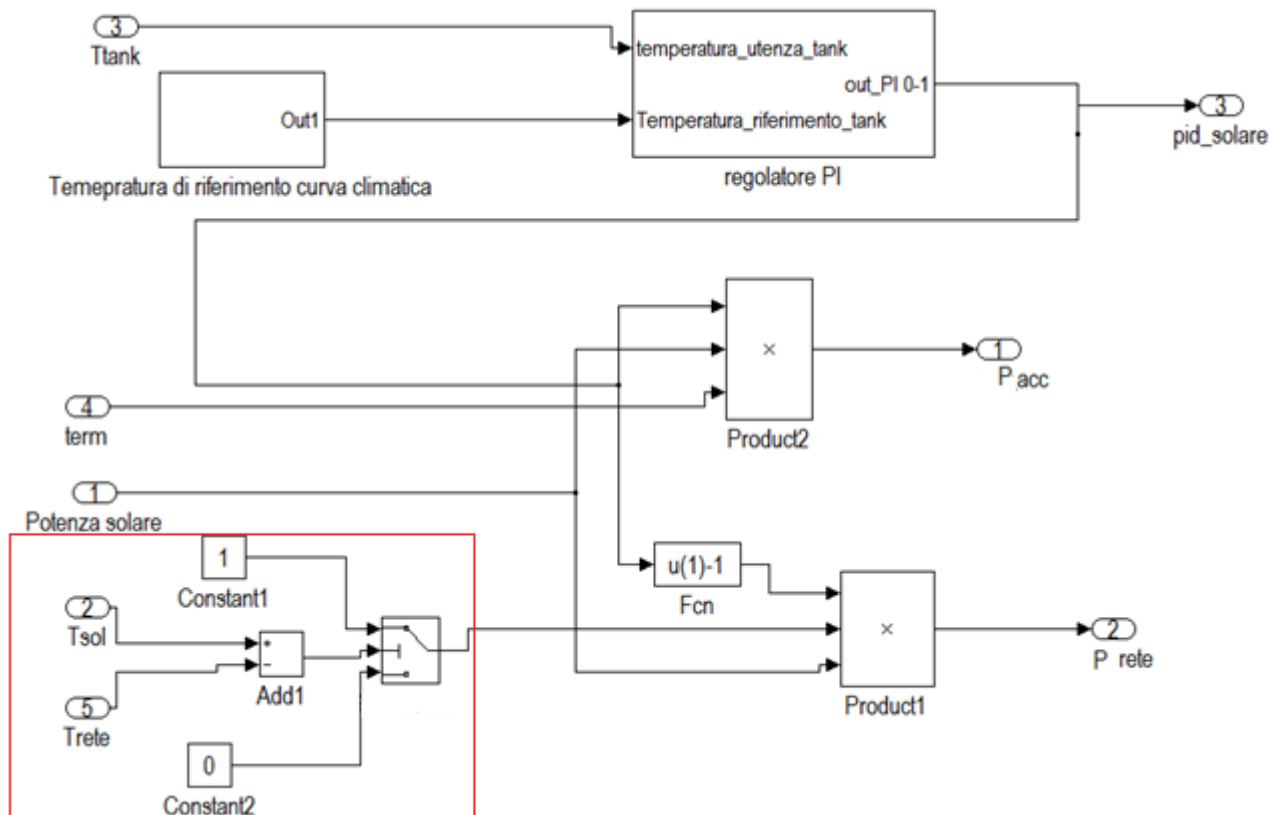 3
Ttank
temperatura_utenza_tank
out_PI 0-1
Out1
Temperatura_riferimento_tank
3
pid_solare
Temepratura di riferimento curva climatica
regolatore PI
×
1
P.acc
4
term
Product2
1
Potenza solare
1
Constant1
u(1)-1
Fcn
2
Tsol
+
−
Add1
×
2
P rete
5
Trete
Product1
0
Constant2